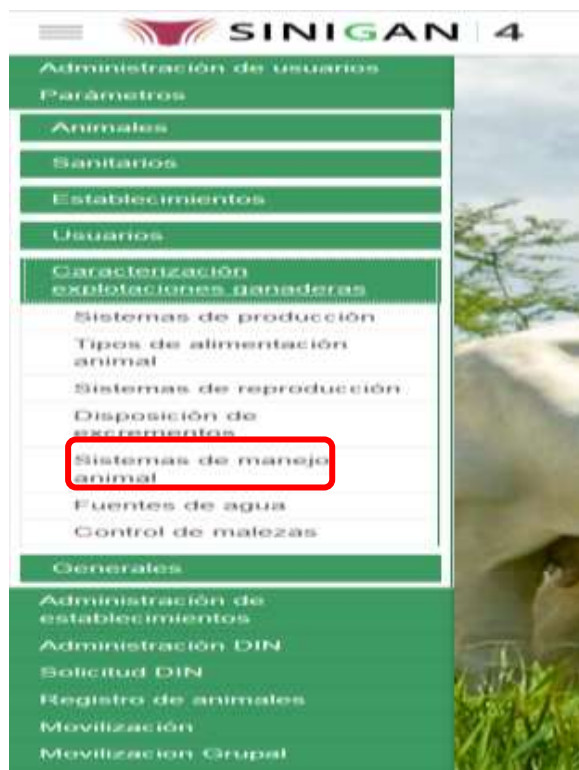 SINIGAN | 4
Administración de usuarios
Parámetros
Animales
Sanitarios
Establecimientos
Usuarios
Caracterización
explotaciones ganaderas
Sistemas de producción
Tipos de alimentación
animal
Sistemas de reproducción
Disposición de
excrementos
Sistemas de manejo
animal
Fuentes de agua
Control de malezas
Generales
Administración de
establecimientos
Administración DIN
Solicitud DIN
Registro de animales
Movilización
Movilizacion Grupal